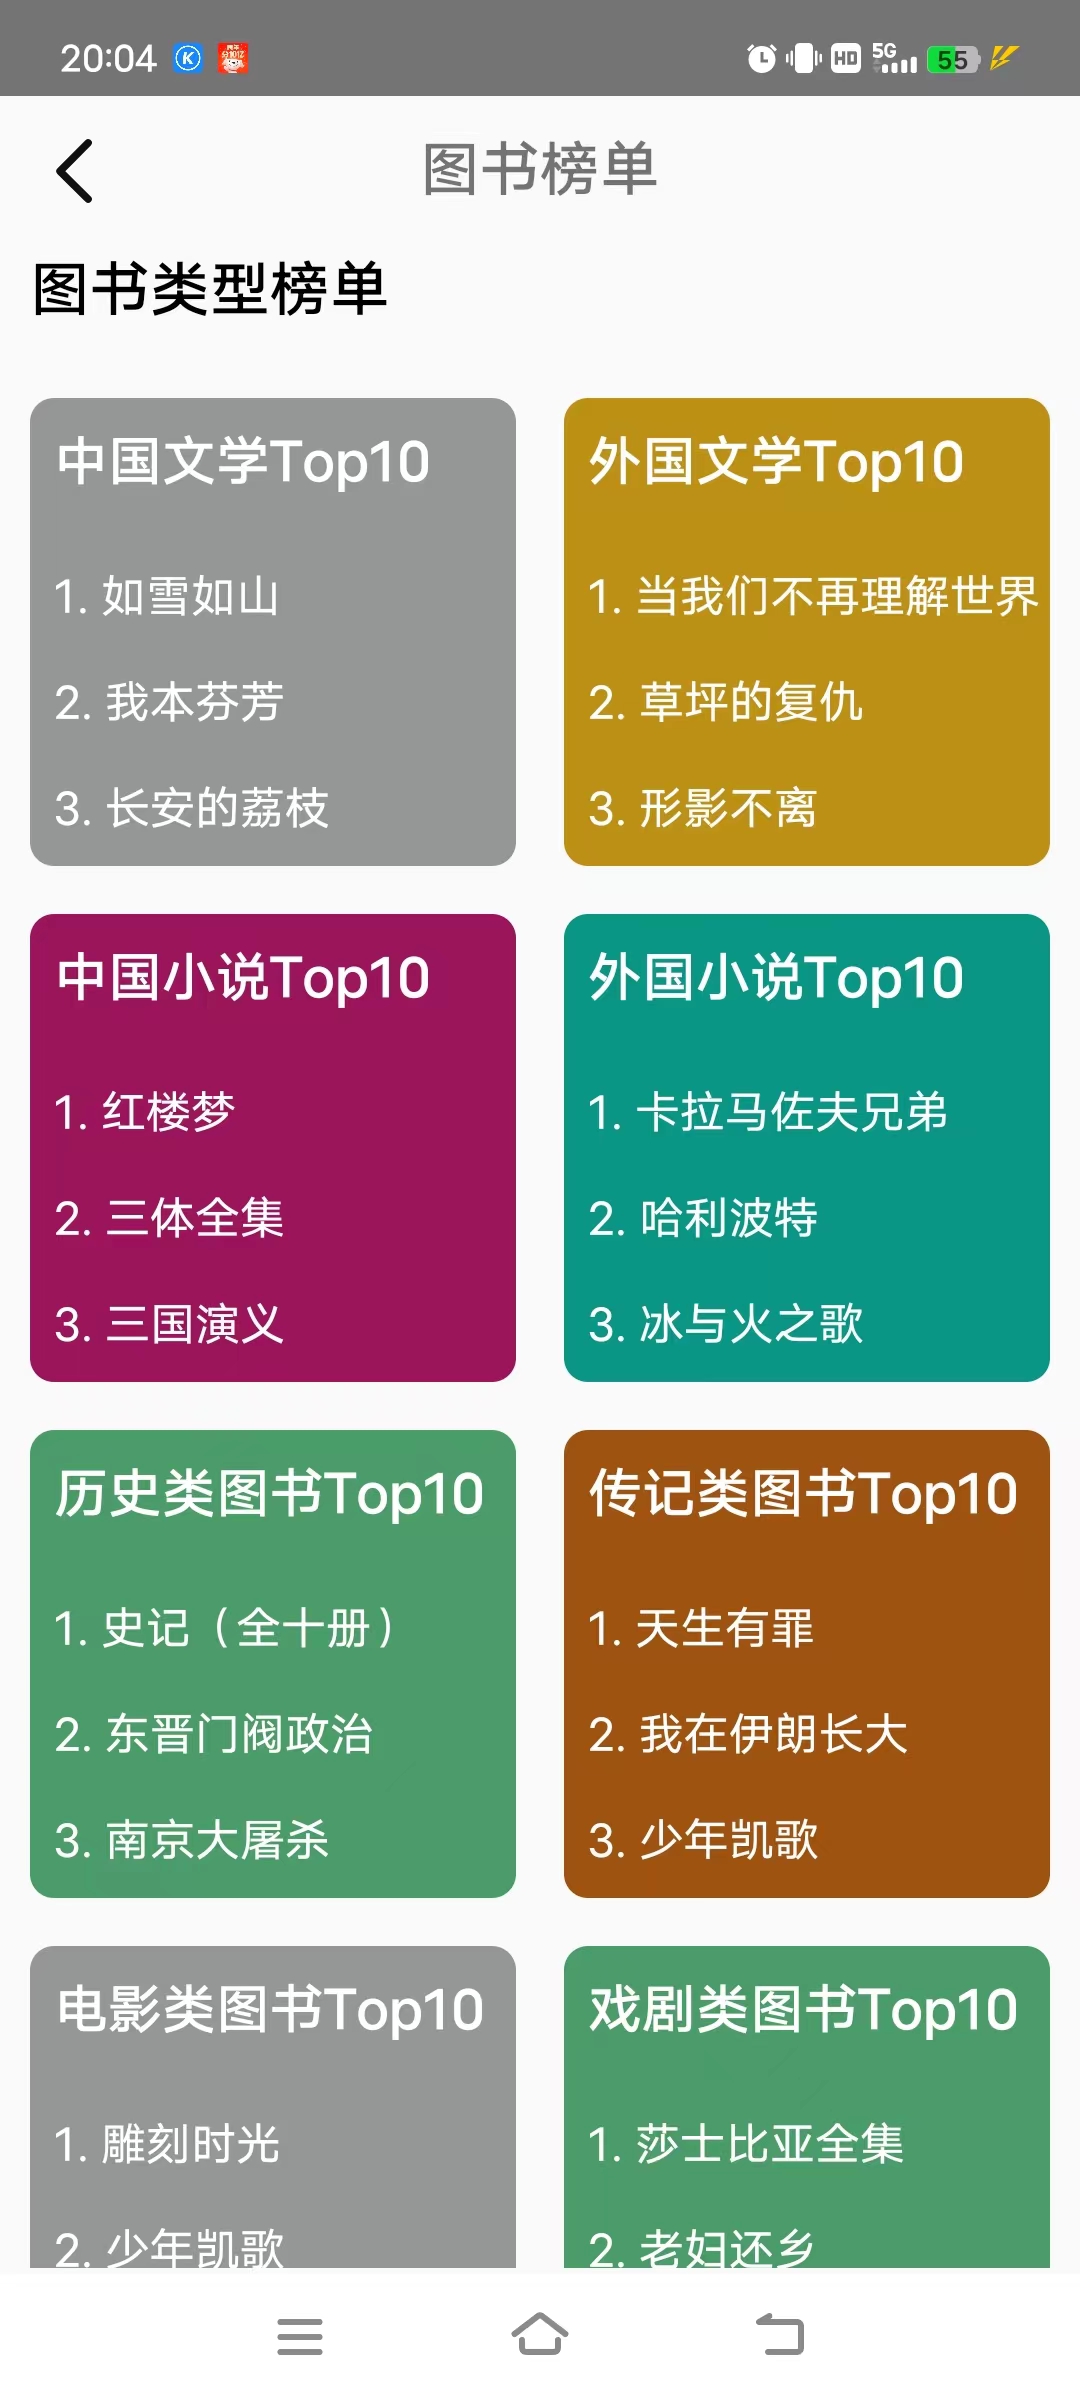 20:04
HD 5G 55
图书榜单
图书类型榜单
中国文学Top10
1. 如雪如山
2. 我本芬芳
3. 长安的荔枝
外国文学Top10
1. 当我们不再理解世界
2. 草坪的复仇
3. 形影不离
中国小说Top10
1. 红楼梦
2. 三体全集
3. 三国演义
外国小说Top10
1. 卡拉马佐夫兄弟
2. 哈利波特
3. 冰与火之歌
历史类图书Top10
1. 史记（全十册）
2. 东晋门阀政治
3. 南京大屠杀
传记类图书Top10
1. 天生有罪
2. 我在伊朗长大
3. 少年凯歌
电影类图书Top10
1. 雕刻时光
2. 少年凯歌
戏剧类图书Top10
1. 莎士比亚全集
2. 老妇还乡